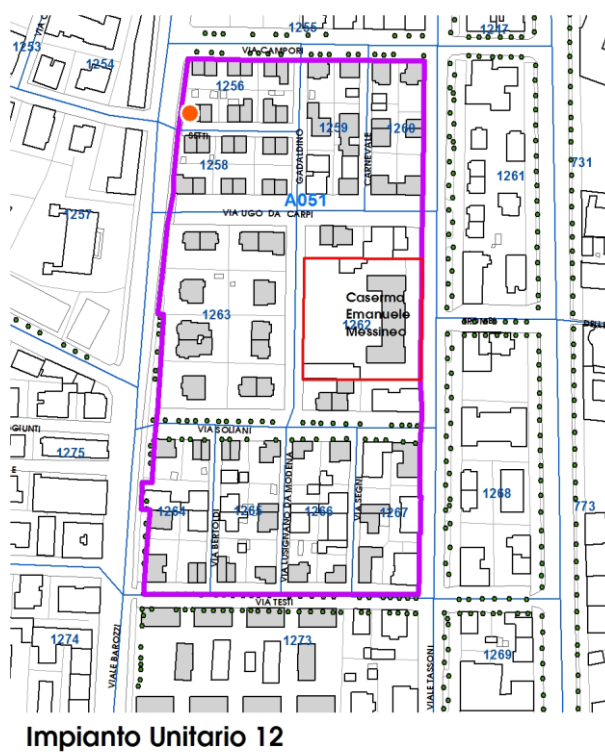 1255
1217
VIA CAMPORI
1253
1254
1256
1259
1260
SETTI
GADALDINO
CARNEVALE
1258
1261
731
A051
1257
VIA UGO DA CARPI
Caserma
Emanuele
1262
Messineo
1263
VIA SOLIANI
GIUNTI
1275
E
VIA BERTOLDI
VIA LUSIGNANO DA MODENA
VIA SEGNI
1264
1265
1266
1267
1268
773
VIA TESTI
1274
VIALE BAROZZI
1273
VIALE TASSONI
1269
Impianto Unitario 12